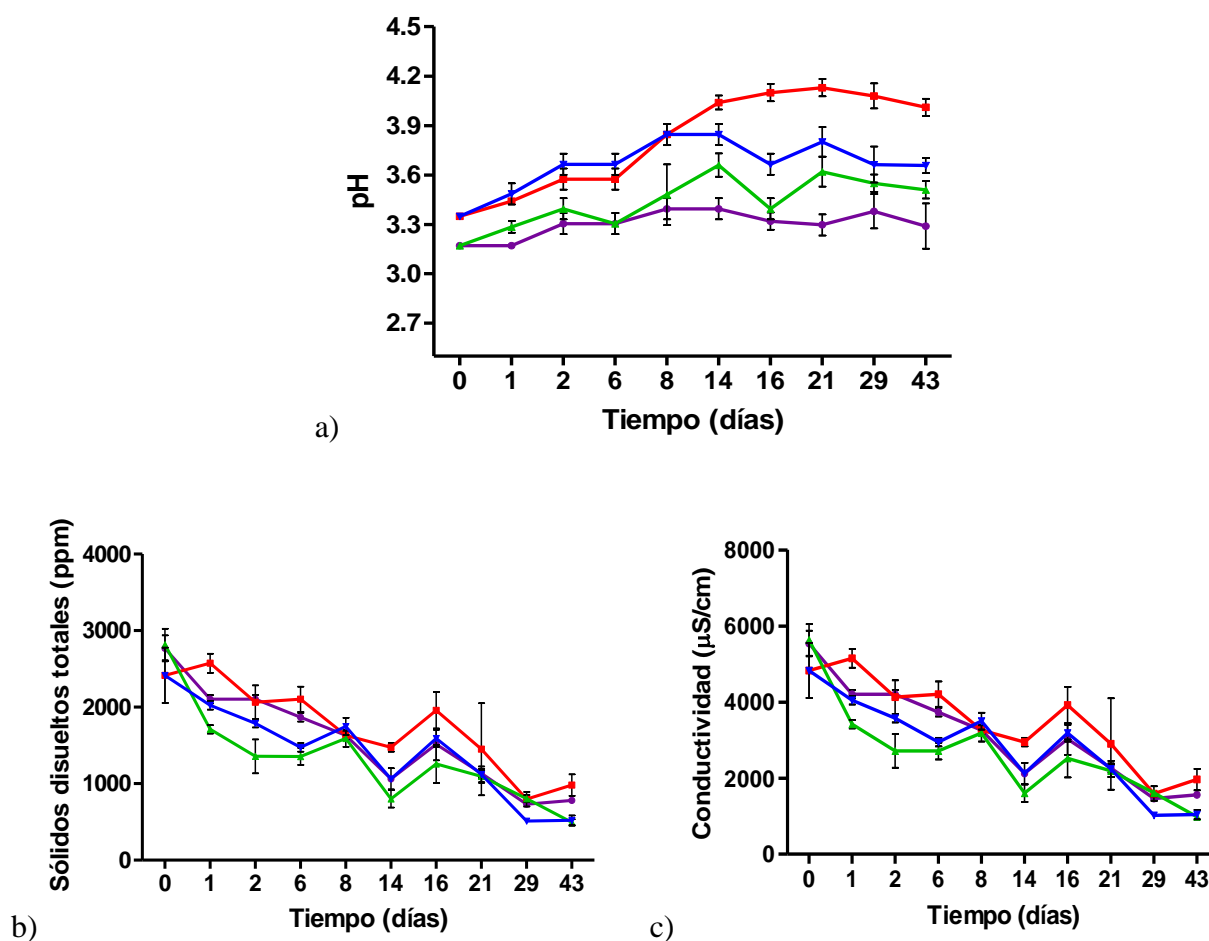 4.5
4.2
3.9
3.6
3.3
3.0
2.7
pH
0 1 2 6 8 14 16 21 29 43
Tiempo (días)
a)
Sólidos disueltos totales (ppm)
4000
3000
2000
1000
0
0 1 2 6 8 14 16 21 29 43
Tiempo (días)
b)
Conductividad (µS/cm)
8000
6000
4000
2000
0
0 1 2 6 8 14 16 21 29 43
Tiempo (días)
c)